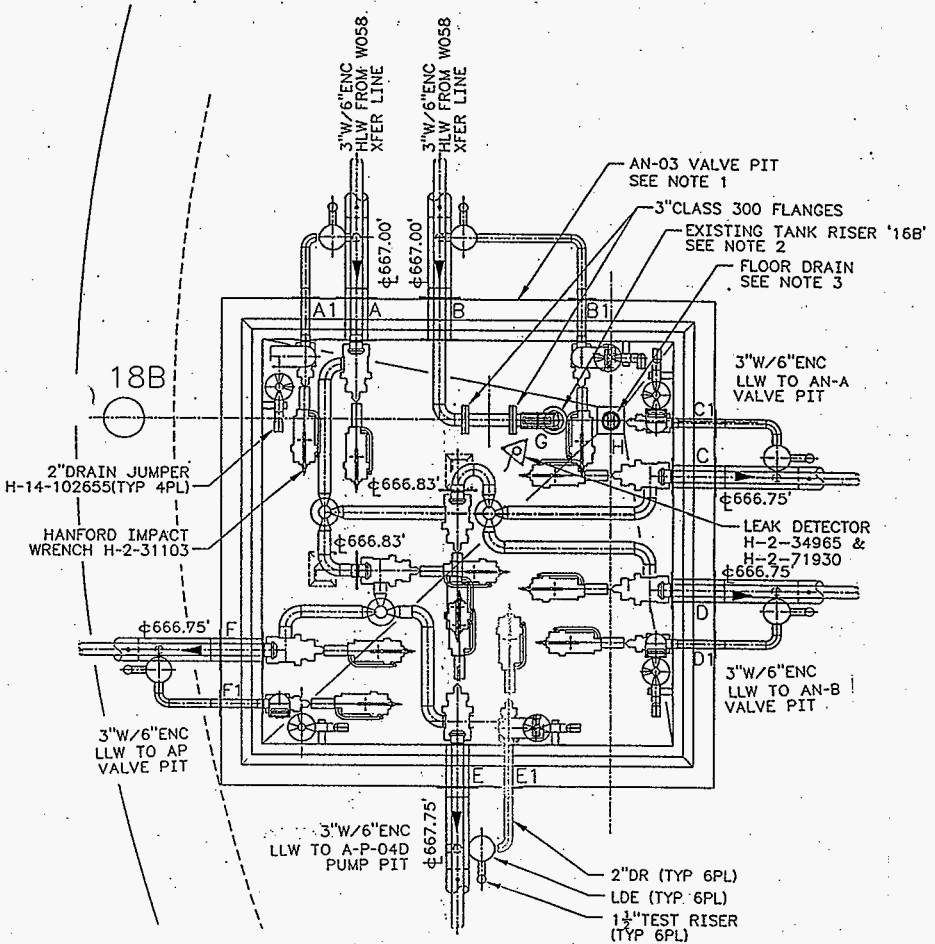 3"W/6"ENC
HLW FROM W058
XFER LINE
3"W/6"ENC
HLW FROM W058
XFER LINE
AN-03 VALVE PIT
SEE NOTE 1
3"CLASS 300 FLANGES
EXISTING TANK RISER '16B'
SEE NOTE 2
FLOOR DRAIN
SEE NOTE 3
℄667.00'
℄667.00'
A1
A
B
B1
18B
3"W/6"ENC
LLW TO AN-A
VALVE PIT
C1
G
C
2"DRAIN JUMPER
H-14-102655(TYP 4PL)
℄666.83'
℄666.75'
HANFORD IMPACT
WRENCH H-2-31103
℄666.83'
LEAK DETECTOR
H-2-34965 &
H-2-71930
℄666.75'
D
℄666.75'
F
D1
F1
3"W/6"ENC
LLW TO AN-B
VALVE PIT
3"W/6"ENC
LLW TO AP
VALVE PIT
E
E1
3"W/6"ENC
LLW TO A-P-04D
PUMP PIT
℄667.75'
2"DR (TYP 6PL)
LDE (TYP 6PL)
1½"TEST RISER
(TYP 6PL)